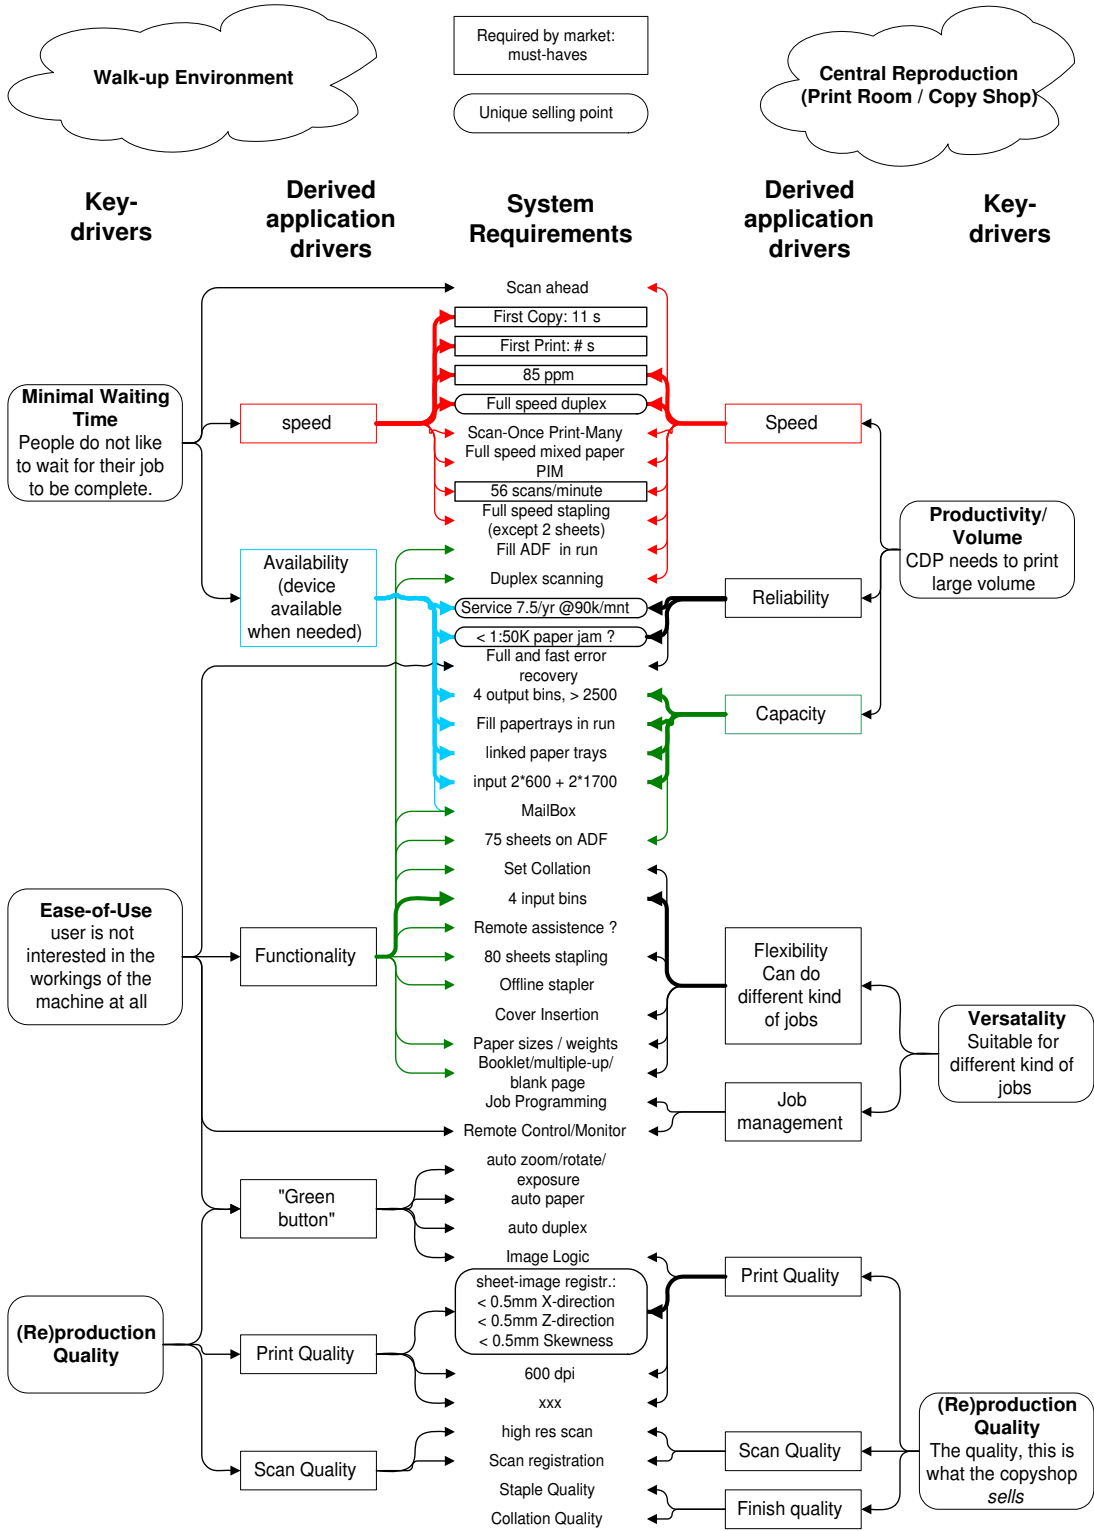 Walk-up Environment
Required by market:
must-haves
Unique selling point
Central Reproduction
(Print Room / Copy Shop)
Key-
drivers
Derived
application
drivers
System
Requirements
Derived
application
drivers
Key-
drivers
Minimal Waiting
Time
People do not like
to wait for their job
to be complete.
Ease-of-Use
user is not
interested in the
workings of the
machine at all
(Re)production
Quality
speed
Availability
(device
available
when needed)
Functionality
"Green
button"
Print Quality
Scan Quality
Scan ahead
First Copy: 11 s
First Print: # s
85 ppm
Full speed duplex
Scan-Once Print-Many
Full speed mixed paper
PIM
56 scans/minute
Full speed stapling
(except 2 sheets)
Fill ADF in run
Duplex scanning
Service 7.5/yr @90k/mnt
< 1:50K paper jam ?
Full and fast error
recovery
4 output bins, > 2500
Fill papertrays in run
linked paper trays
input 2*600 + 2*1700
MailBox
75 sheets on ADF
Set Collation
4 input bins
Remote assistence ?
80 sheets stapling
Offline stapler
Cover Insertion
Paper sizes / weights
Booklet/multiple-up/
blank page
Job Programming
Remote Control/Monitor
auto zoom/rotate/
exposure
auto paper
auto duplex
Image Logic
sheet-image registr.:
< 0.5mm X-direction
< 0.5mm Z-direction
< 0.5mm Skewness
600 dpi
xxx
high res scan
Scan registration
Staple Quality
Collation Quality
Speed
Reliability
Capacity
Flexibility
Can do
different kind
of jobs
Job
management
Print Quality
Scan Quality
Finish quality
Productivity/
Volume
CDP needs to print
large volume
Versatality
Suitable for
different kind of
jobs
(Re)production
Quality
The quality, this is
what the copyshop
sells